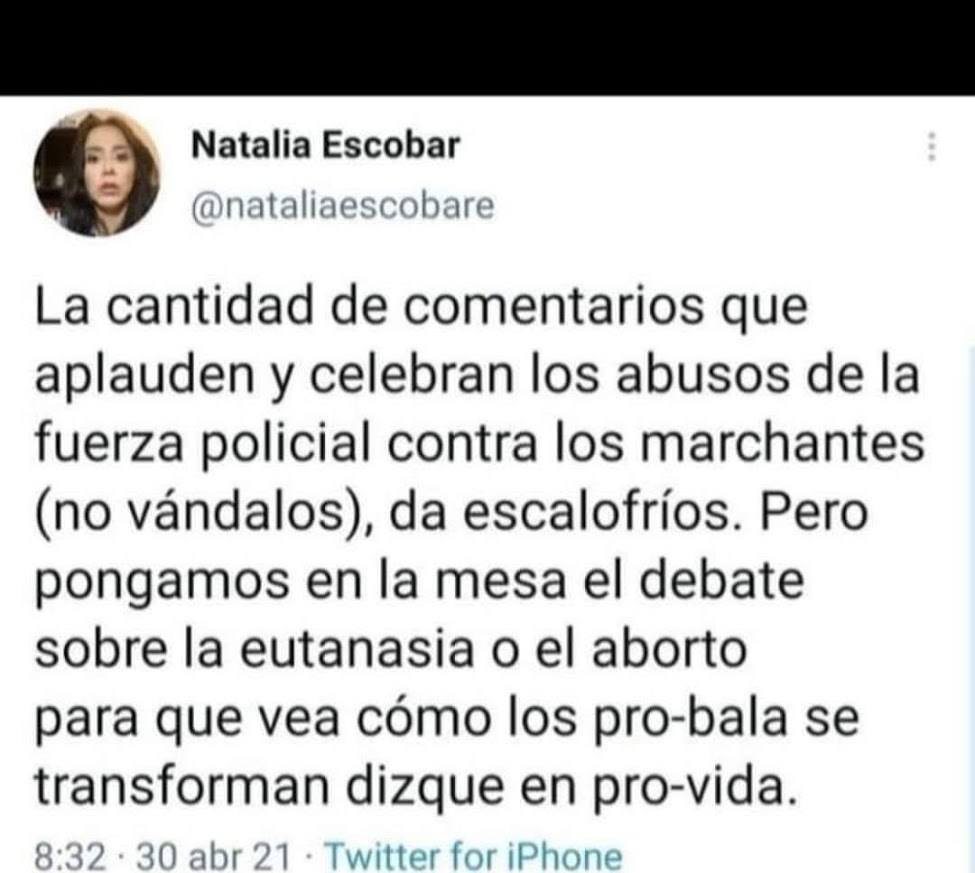 Natalia Escobar
@nataliaescobare
La cantidad de comentarios que
aplauden y celebran los abusos de la
fuerza policial contra los marchantes
(no vándalos), da escalofríos. Pero
pongamos en la mesa el debate
sobre la eutanasia o el aborto
para que vea cómo los pro-bala se
transforman dizque en pro-vida.
8:32 · 30 abr 21 · Twitter for iPhone